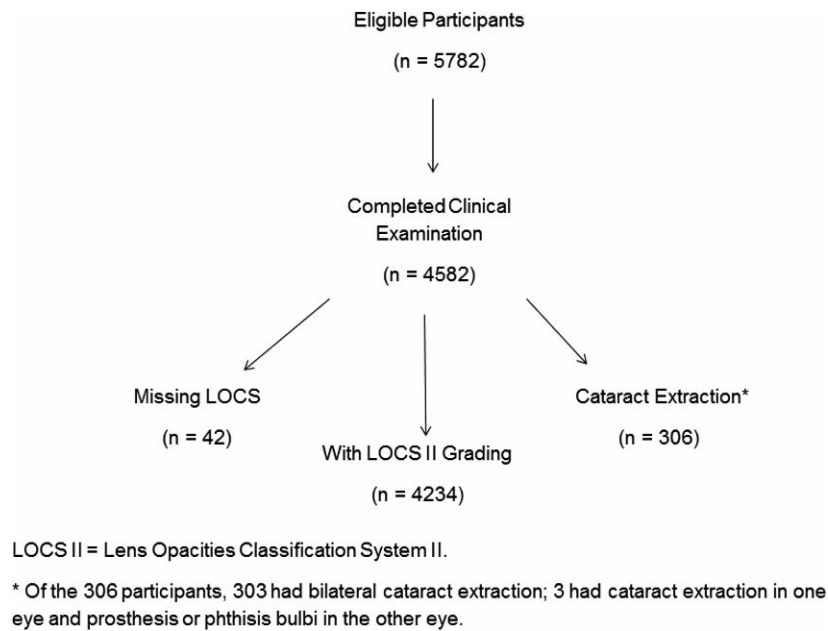 Eligible Participants
(n = 5782)
Completed Clinical
Examination
(n = 4582)
Missing LOCS
(n = 42)
With LOCS II Grading
(n = 4234)
Cataract Extraction*
(n = 306)
LOCS II = Lens Opacities Classification System II.
* Of the 306 participants, 303 had bilateral cataract extraction; 3 had cataract extraction in one
eye and prosthesis or phthisis bulbi in the other eye.